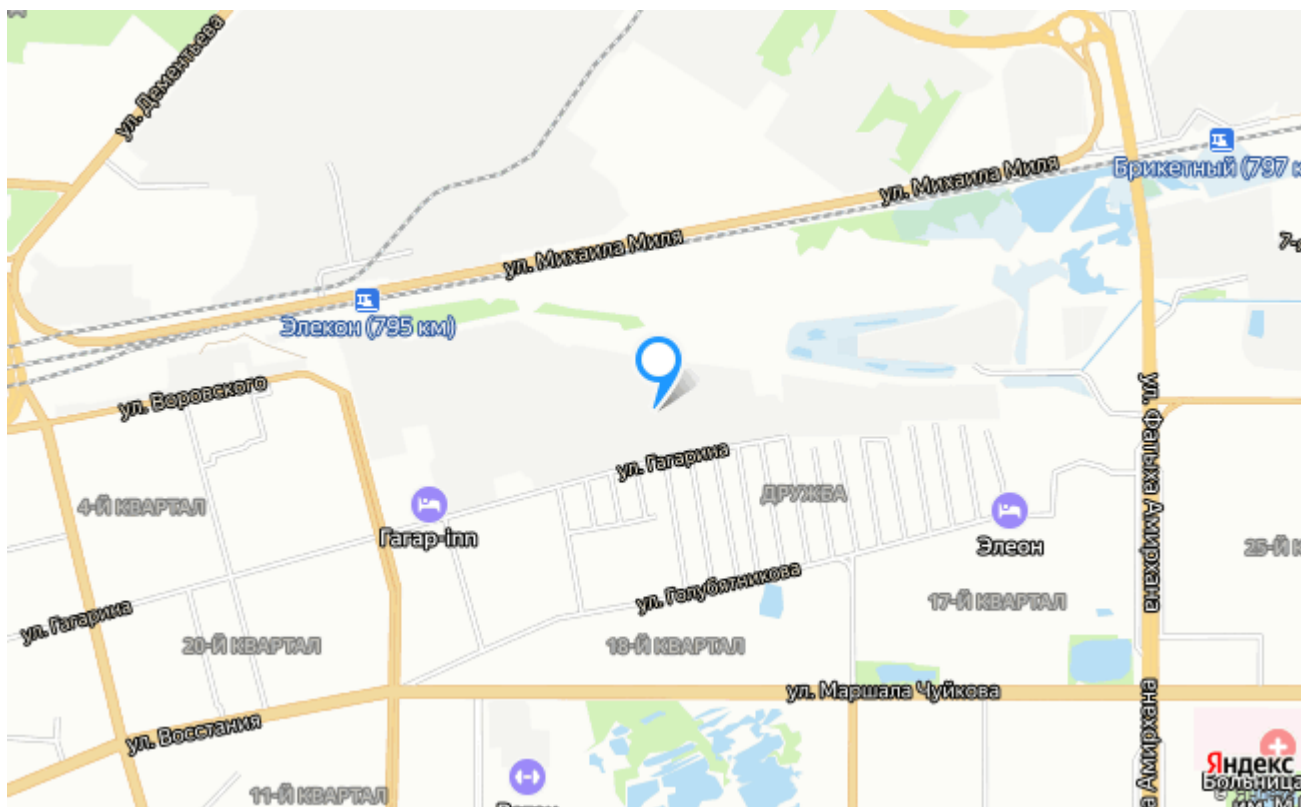 ул. Дементьева
ул. Михаила Миля
Брикетный (797 к
ул. Михаила Миля
7-
Элекон (795 км)
ул. Воровского
ул. Фатыха Амирхана
ул. Гагарина
4-Й КВАРТАЛ
ДРУЖБА
Гагар-inn
Элеон
25-Й К
ул. Голубятникова
17-Й КВАРТАЛ
ул. Гагарина
20-Й КВАРТАЛ
18-Й КВАРТАЛ
ул. Маршала Чуйкова
ул. Восстания
а Амирхана
Яндекс
Больница
11-Й КВАРТАЛ